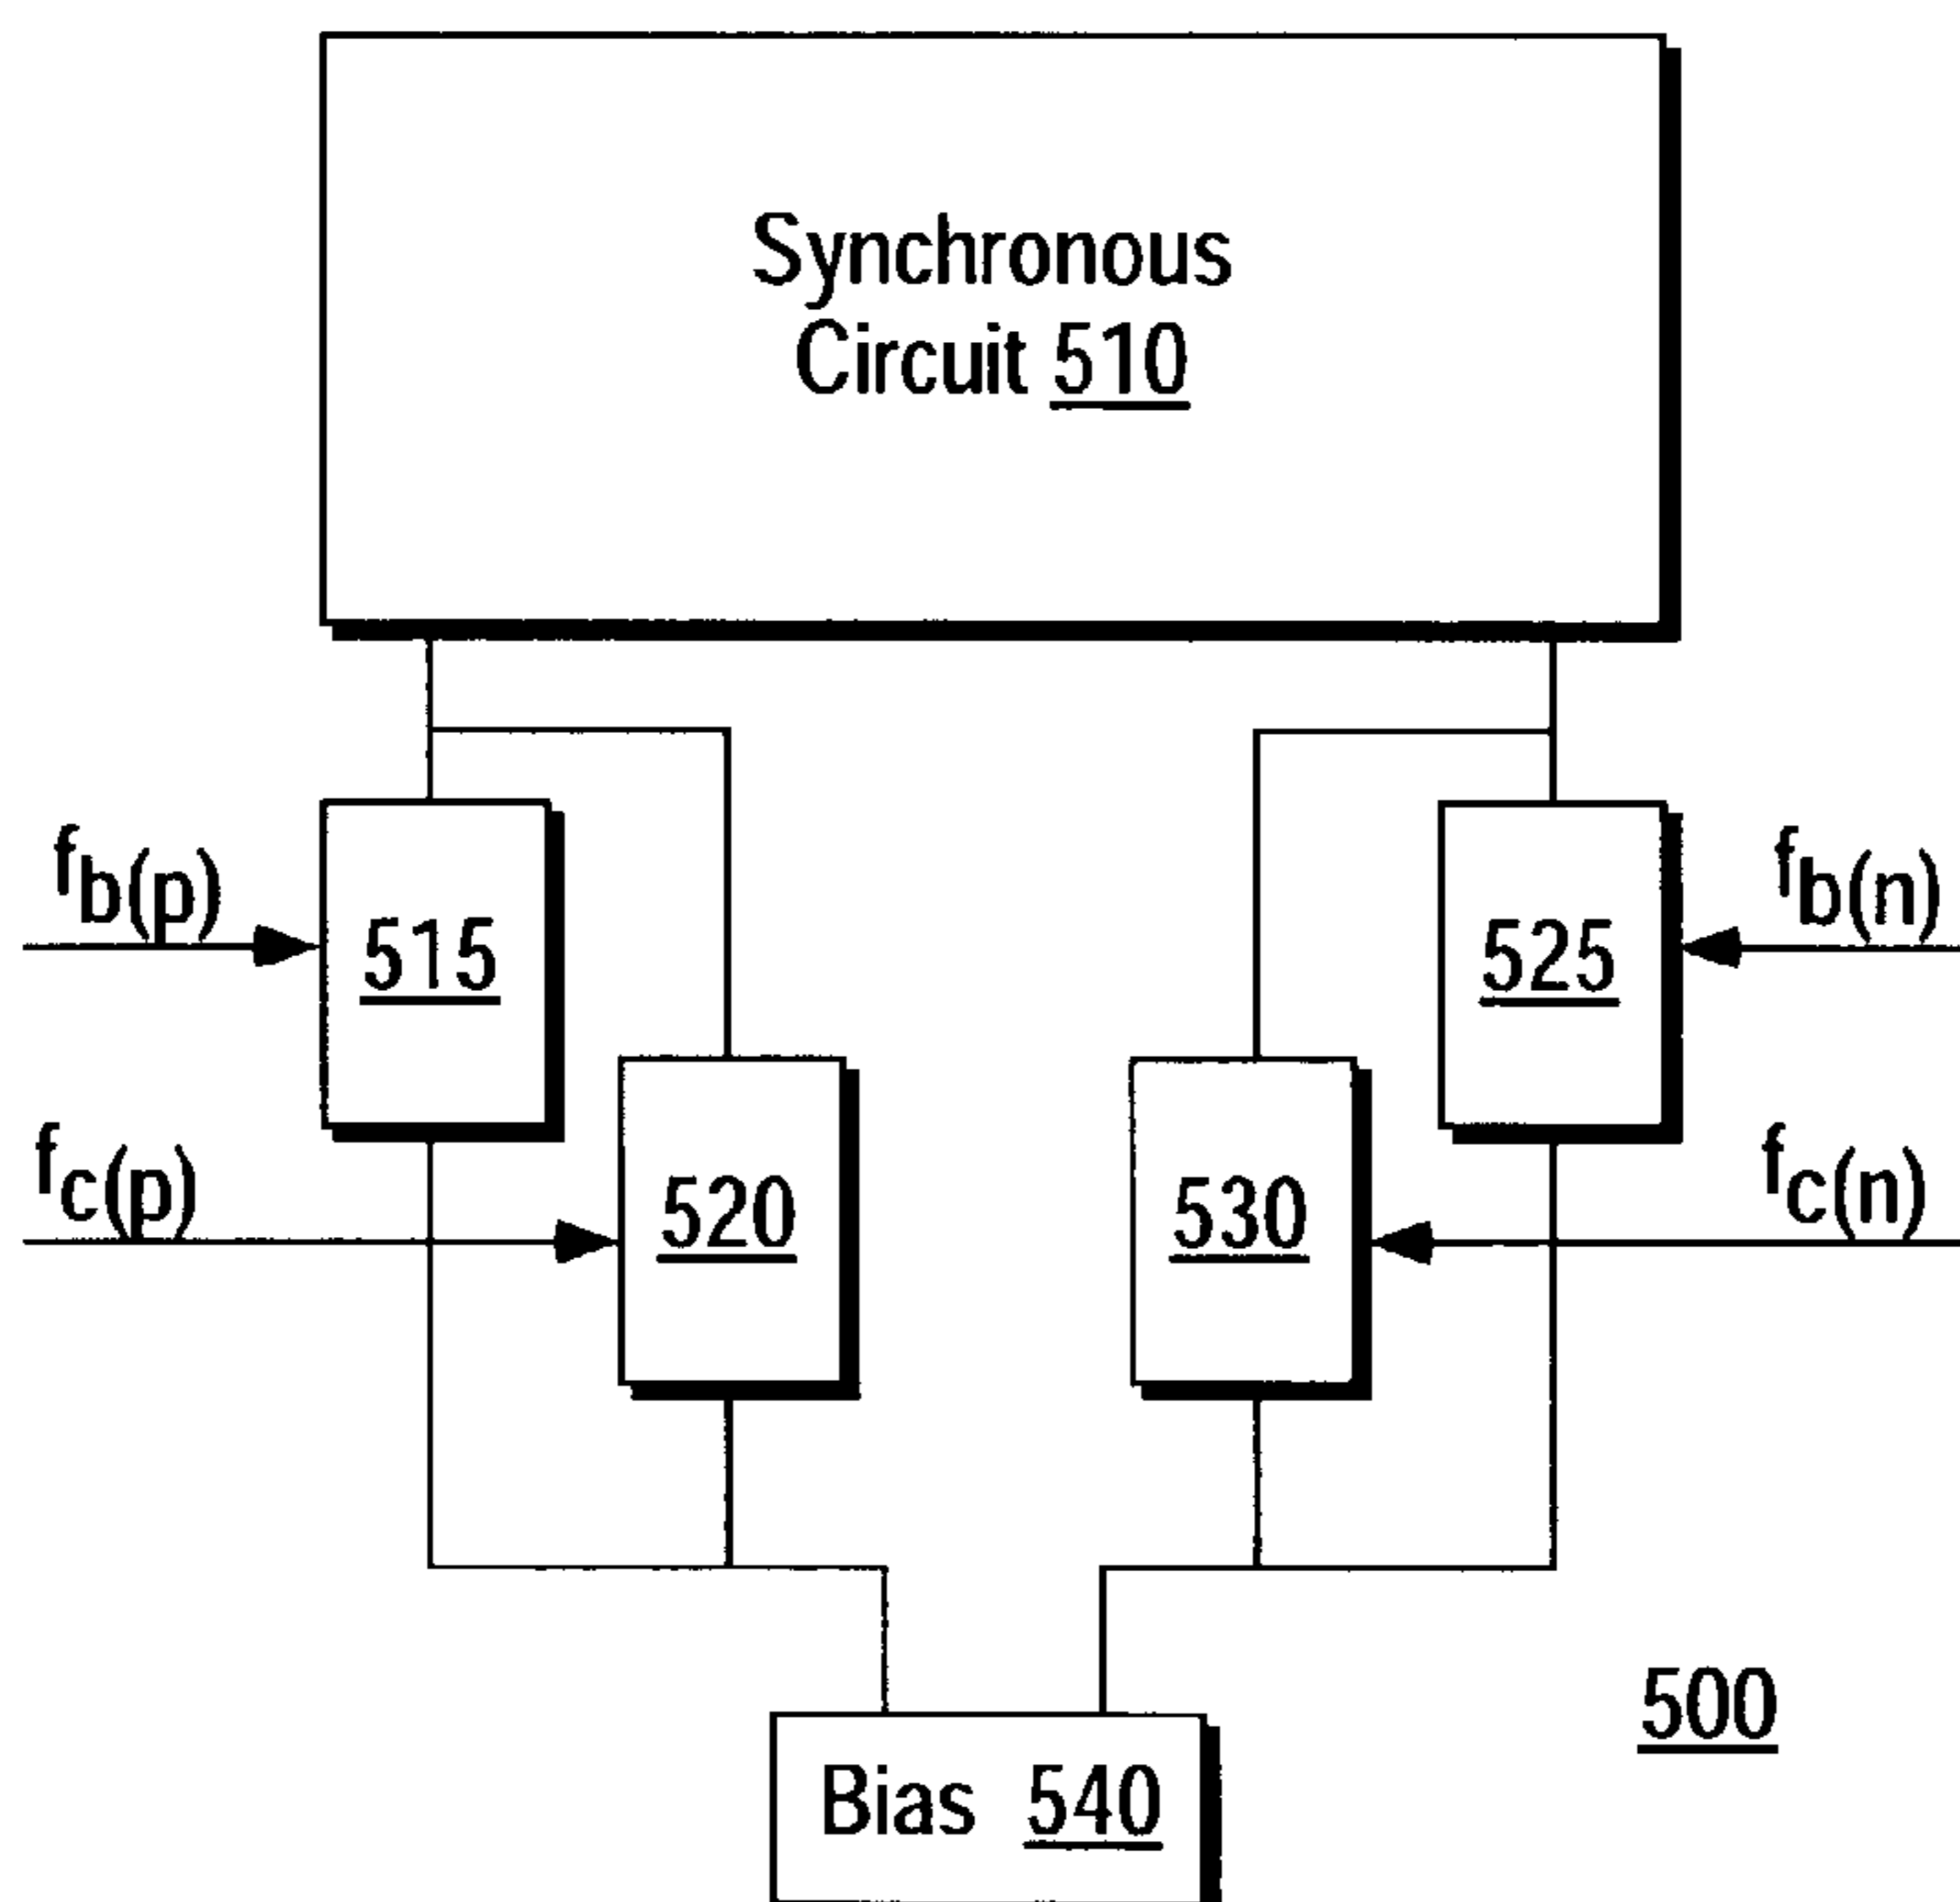 Synchronous
Circuit 510
fb(p)
515
525
fb(n)
fc(p)
520
530
fc(n)
500
Bias 540